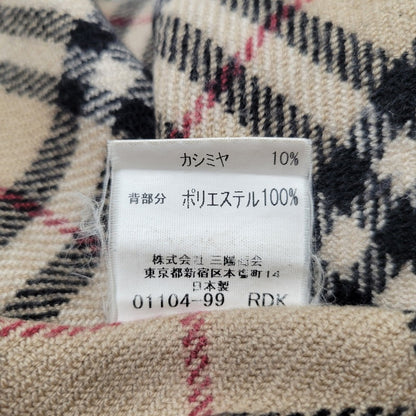 カシミヤ 10%
背部分 ポリエステル100%
株式会社 三陽商会
東京都新宿区本塩町14
日本製
01104-99 RDK